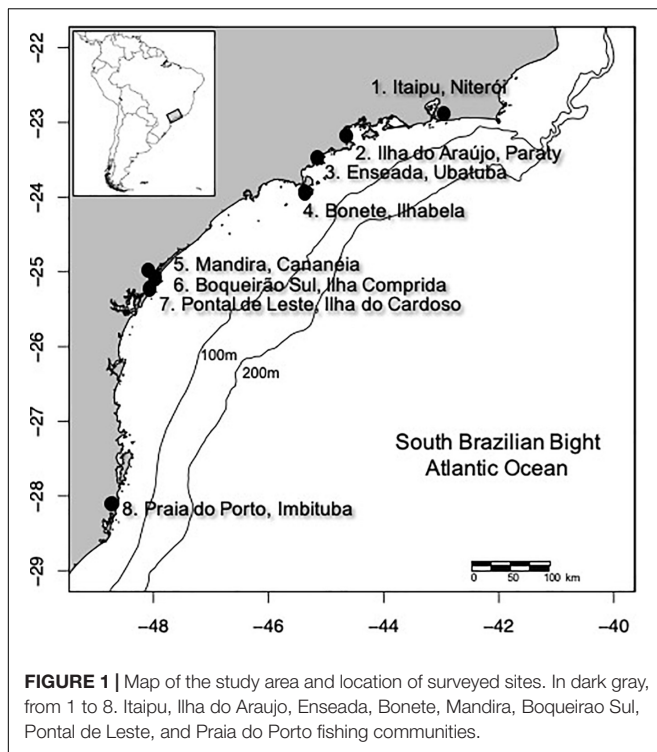 -22
-23
-24
-25
-26
-27
-28
-29
1. Itaipu, Niterói
2. Ilha do Araújo, Paraty
3. Enseada, Ubatuba
4. Bonete, Ilhabela
5. Mandira, Cananéia
6. Boqueirão Sul, Ilha Comprida
7. Pontal de Leste, Ilha do Cardoso
100m
200m
South Brazilian Bight
Atlantic Ocean
8. Praia do Porto, Imbituba
0 50 100 km
-48 -46 -44 -42 -40
FIGURE 1 | Map of the study area and location of surveyed sites. In dark gray,
from 1 to 8. Itaipu, Ilha do Araujo, Enseada, Bonete, Mandira, Boqueirao Sul,
Pontal de Leste, and Praia do Porto fishing communities.